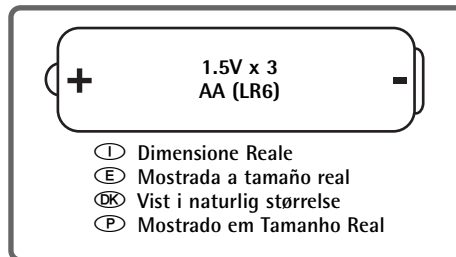 + 1.5V x 3 -
AA (LR6)
I Dimensione Reale
E Mostrada a tamaño real
DK Vist i naturlig størrelse
P Mostrado em Tamanho Real